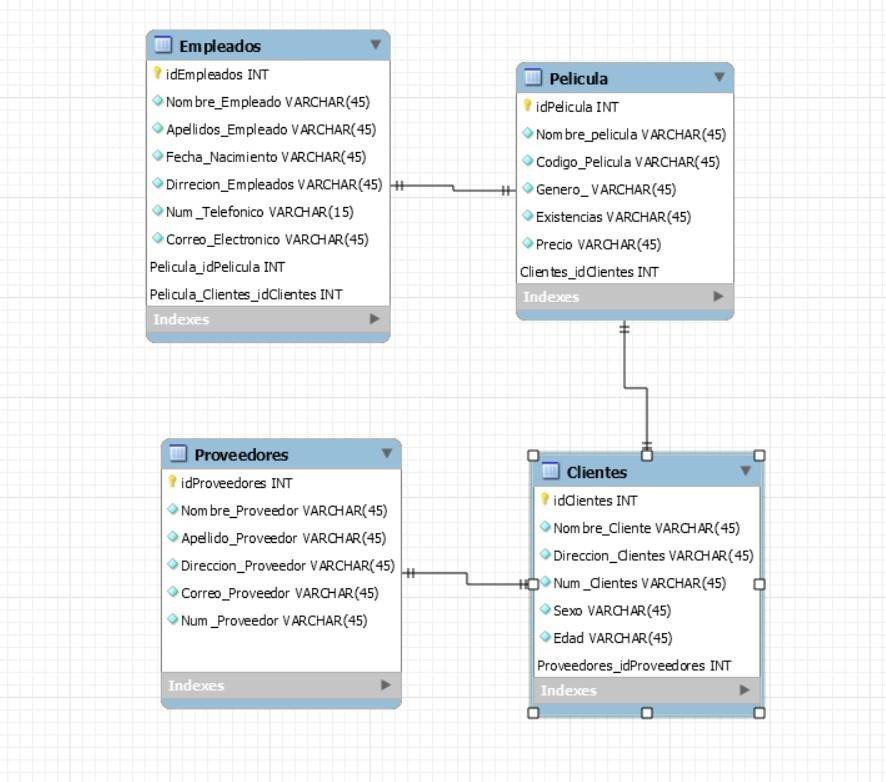 Empleados
idEmpleados INT
Nombre_Empleado VARCHAR(45)
Apellidos_Empleado VARCHAR(45)
Fecha_Nacimiento VARCHAR(45)
Dirrecion_Empleados VARCHAR(45)
Num_Telefonico VARCHAR(15)
Correo_Electronico VARCHAR(45)
Pelicula_idPelicula INT
Pelicula_Clientes_idClientes INT
Indexes
Pelicula
idPelicula INT
Nombre_pelicula VARCHAR(45)
Codigo_Pelicula VARCHAR(45)
Genero_ VARCHAR(45)
Existencias VARCHAR(45)
Precio VARCHAR(45)
Clientes_idClientes INT
Indexes
Proveedores
idProveedores INT
Nombre_Proveedor VARCHAR(45)
Apellido_Proveedor VARCHAR(45)
Direccion_Proveedor VARCHAR(45)
Correo_Proveedor VARCHAR(45)
Num_Proveedor VARCHAR(45)
Indexes
Clientes
idClientes INT
Nombre_Cliente VARCHAR(45)
Direccion_Clientes VARCHAR(45)
Num_Clientes VARCHAR(45)
Sexo VARCHAR(45)
Edad VARCHAR(45)
Proveedores_idProveedores INT
Indexes